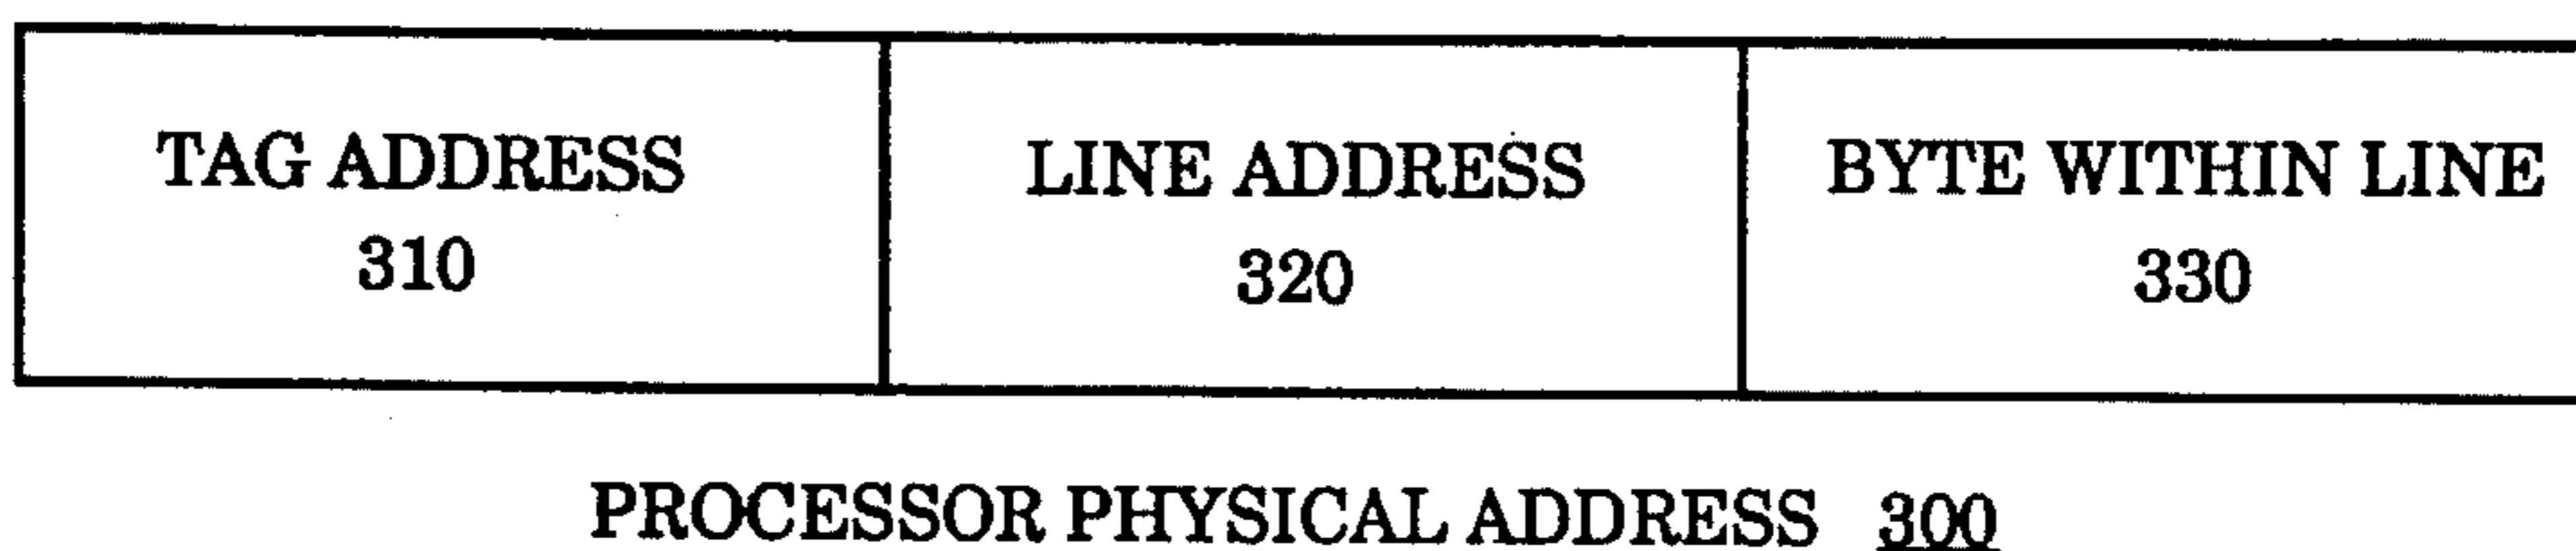 TAG ADDRESS
310
LINE ADDRESS
320
BYTE WITHIN LINE
330
PROCESSOR PHYSICAL ADDRESS 300